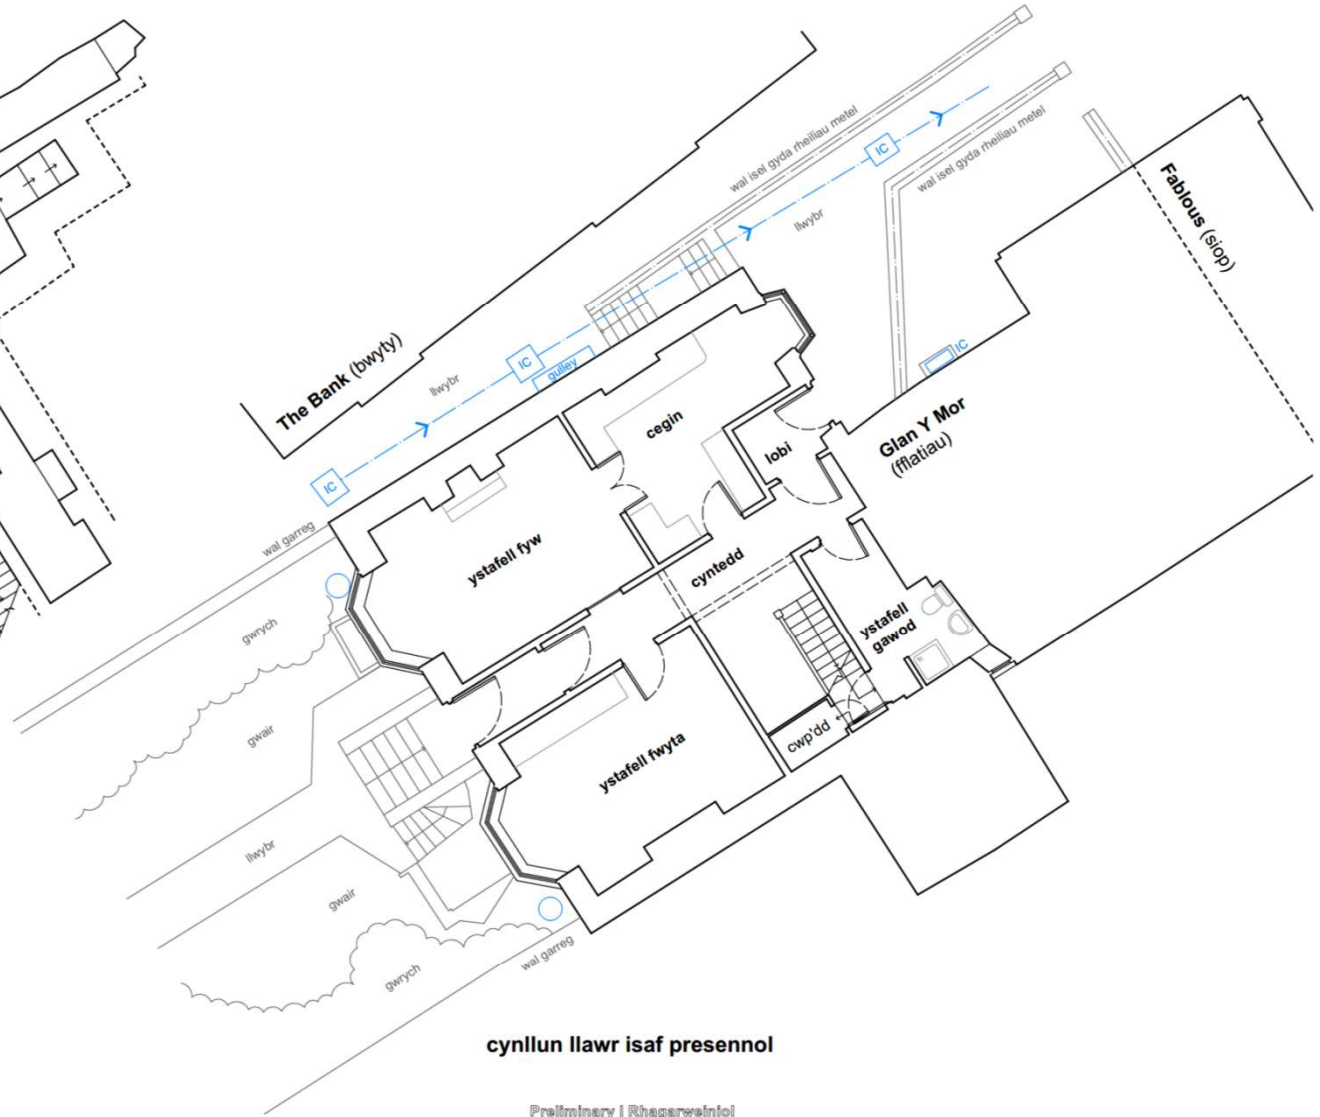 wal isel gyda rheiliau metel
wal isel gyda rheiliau metel
IC
llwybr
Fablous (siop)
The Bank (bwyty)
llwybr
IC
gulley
IC
Glan Y Mor
(fflatiau)
cegin
lobi
IC
wal garreg
ystafell fyw
cyntedd
gwrych
ystafell
gawod
gwair
cwp'dd
ystafell fwyta
llwybr
gwair
gwrych
wal garreg
cynllun llawr isaf presennol
Preliminary | Rhagarweiniol